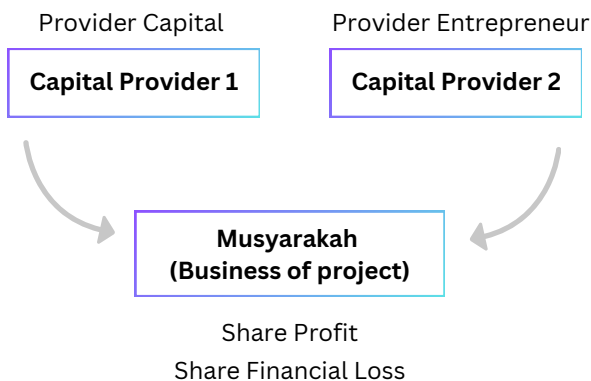 Provider Capital
Provider Entrepreneur
Capital Provider 1
Capital Provider 2
Musyarakah
(Business of project)
Share Profit
Share Financial Loss